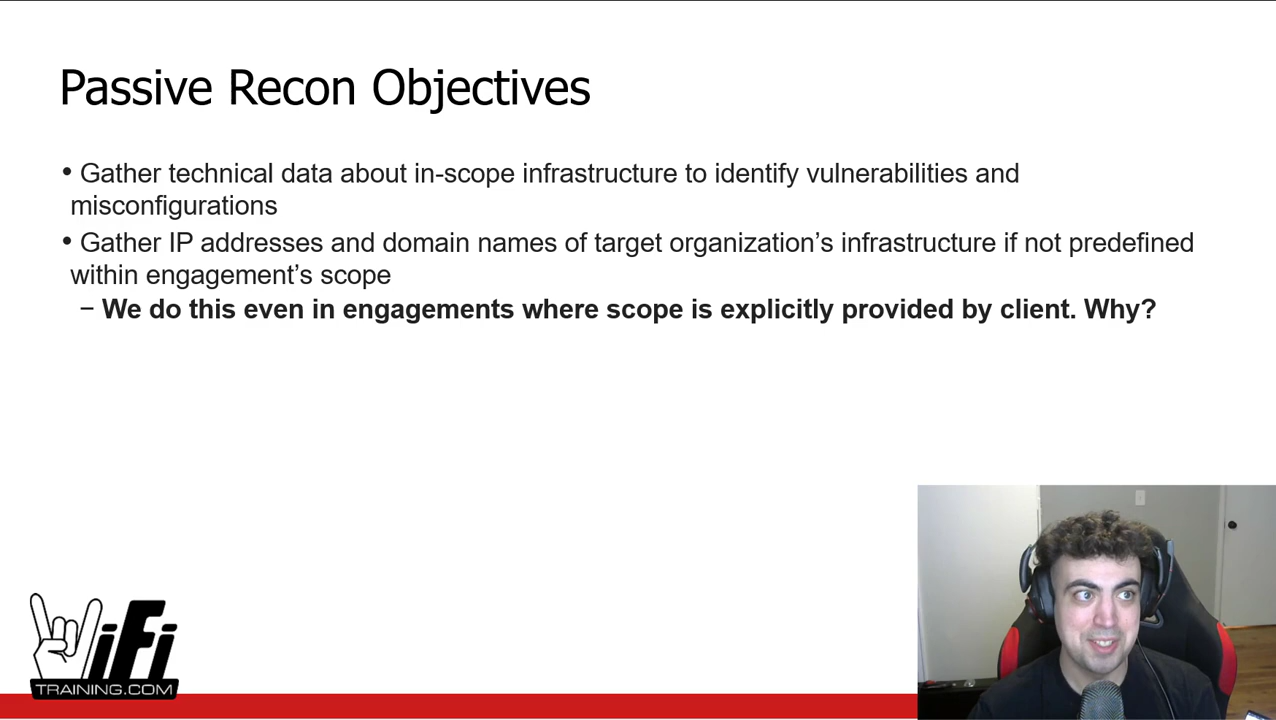 Passive Recon Objectives
• Gather technical data about in-scope infrastructure to identify vulnerabilities and
misconfigurations
• Gather IP addresses and domain names of target organization’s infrastructure if not predefined
within engagement’s scope
– We do this even in engagements where scope is explicitly provided by client. Why?
WiFi
TRAINING.COM